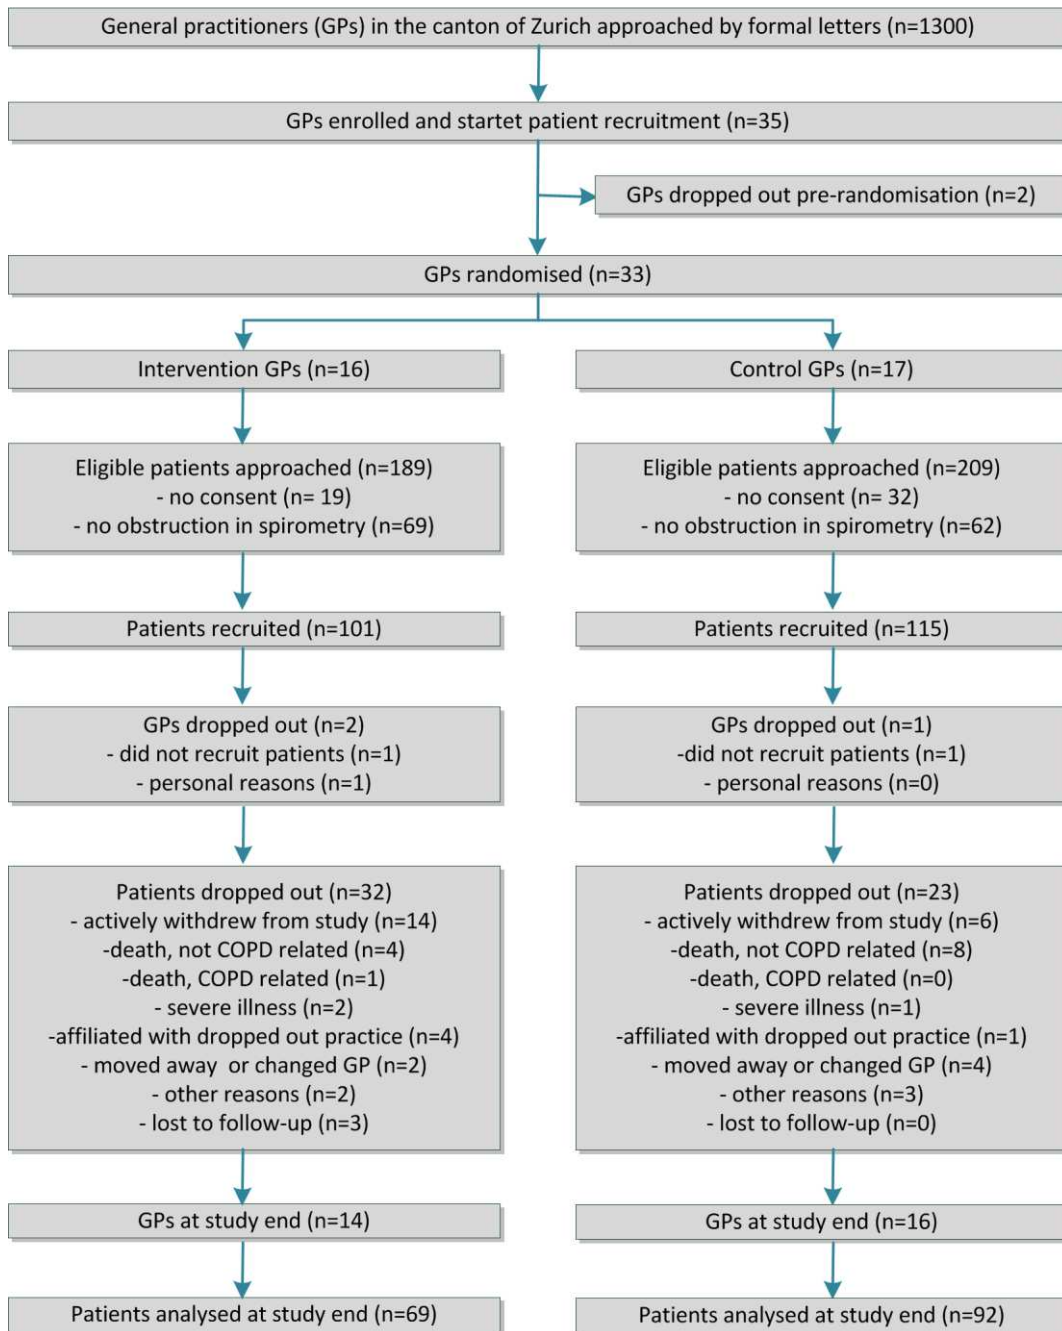 General practitioners (GPs) in the canton of Zurich approached by formal letters (n=1300)
GPs enrolled and startet patient recruitment (n=35)
GPs dropped out pre-randomisation (n=2)
GPs randomised (n=33)
Intervention GPs (n=16)
Control GPs (n=17)
Eligible patients approached (n=189)
- no consent (n= 19)
- no obstruction in spirometry (n=69)
Eligible patients approached (n=209)
- no consent (n= 32)
- no obstruction in spirometry (n=62)
Patients recruited (n=101)
Patients recruited (n=115)
GPs dropped out (n=2)
- did not recruit patients (n=1)
- personal reasons (n=1)
GPs dropped out (n=1)
-did not recruit patients (n=1)
- personal reasons (n=0)
Patients dropped out (n=32)
- actively withdrew from study (n=14)
-death, not COPD related (n=4)
-death, COPD related (n=1)
- severe illness (n=2)
-affiliated with dropped out practice (n=4)
- moved away or changed GP (n=2)
- other reasons (n=2)
- lost to follow-up (n=3)
Patients dropped out (n=23)
- actively withdrew from study (n=6)
-death, not COPD related (n=8)
-death, COPD related (n=0)
- severe illness (n=1)
-affiliated with dropped out practice (n=1)
- moved away or changed GP (n=4)
- other reasons (n=3)
- lost to follow-up (n=0)
GPs at study end (n=14)
GPs at study end (n=16)
Patients analysed at study end (n=69)
Patients analysed at study end (n=92)